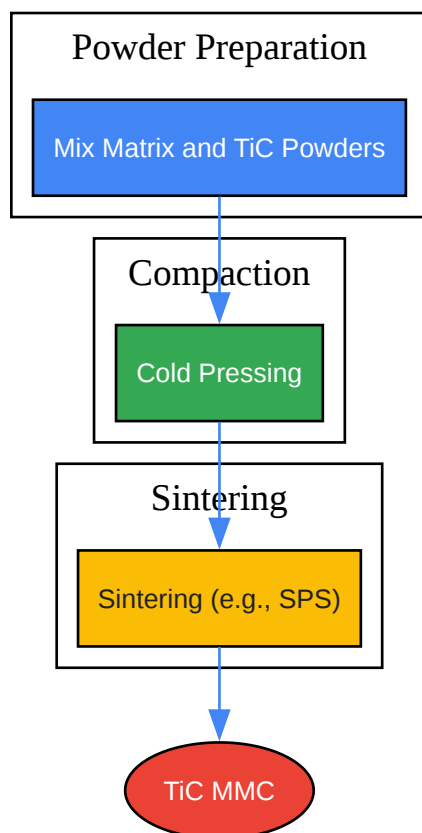 Powder Preparation
Mix Matrix and TiC Powders
Compaction
Cold Pressing
Sintering
Sintering (e.g., SPS)
TiC MMC